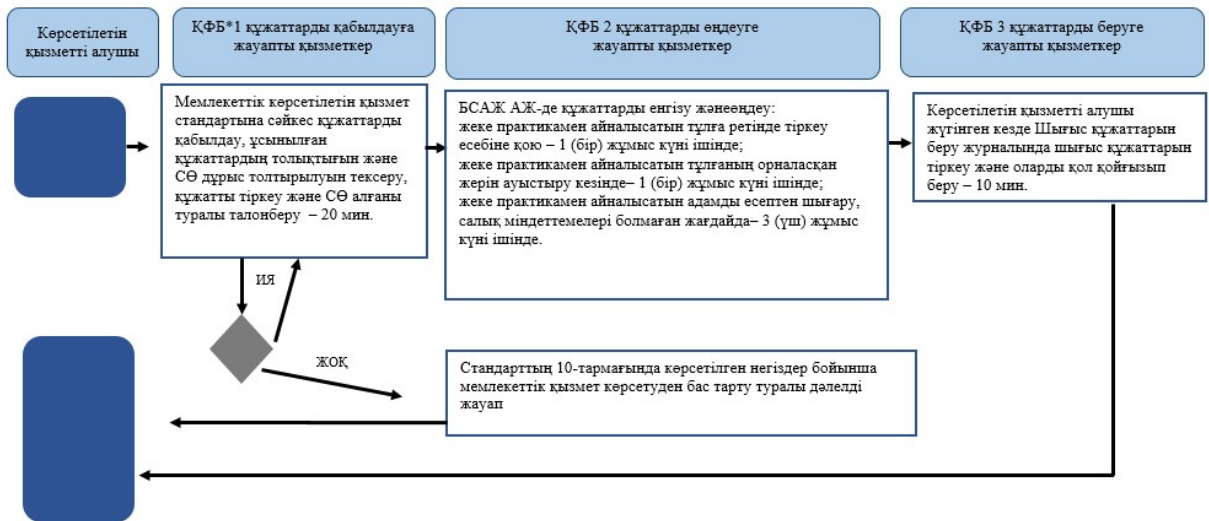 Көрсетілетін
қызметті алушы
ҚФБ*1 құжаттарды қабылдауға
жауапты қызметкер
ҚФБ 2 құжаттарды өңдеуге
жауапты қызметкер
ҚФБ 3 құжаттарды беруге
жауапты қызметкер
Мемлекеттік көрсетілетін қызмет
стандартына сәйкес құжаттарды
қабылдау, ұсынылған
құжаттардың толықтығын және
СӨ дұрыс толтырылуын тексеру,
құжатты тіркеу және СӨ алғаны
туралы талонберу – 20 мин.
БСАЖ АЖ-де құжаттарды енгізу жәнеөңдеу:
жеке практикамен айналысатын тұлға ретінде тіркеу
есебіне қою – 1 (бір) жұмыс күні ішінде;
жеке практикамен айналысатын тұлғаның орналасқан
жерін ауыстыру кезінде– 1 (бір) жұмыс күні ішінде;
жеке практикамен айналысатын адамды есептен шығару,
салық міндеттемелері болмаған жағдайда– 3 (үш) жұмыс
күні ішінде.
Көрсетілетін қызметті алушы
жүгінген кезде Шығыс құжаттарын
беру журналында шығыс құжаттарын
тіркеу және оларды қол қойғызып
беру – 10 мин.
ИЯ
ЖОҚ
Стандарттың 10-тармағында көрсетілген негіздер бойынша
мемлекеттік қызмет көрсетуден бас тарту туралы дәлелді
жауап